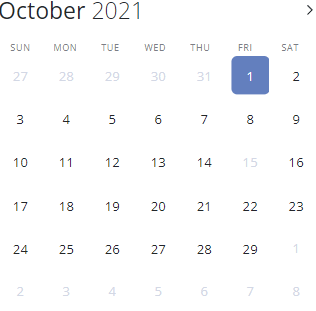 October 2021
SUN MON TUE WED THU FRI SAT
27 28 29 30 31 1 2
3 4 5 6 7 8 9
10 11 12 13 14 15 16
17 18 19 20 21 22 23
24 25 26 27 28 29 1
2 3 4 5 6 7 8